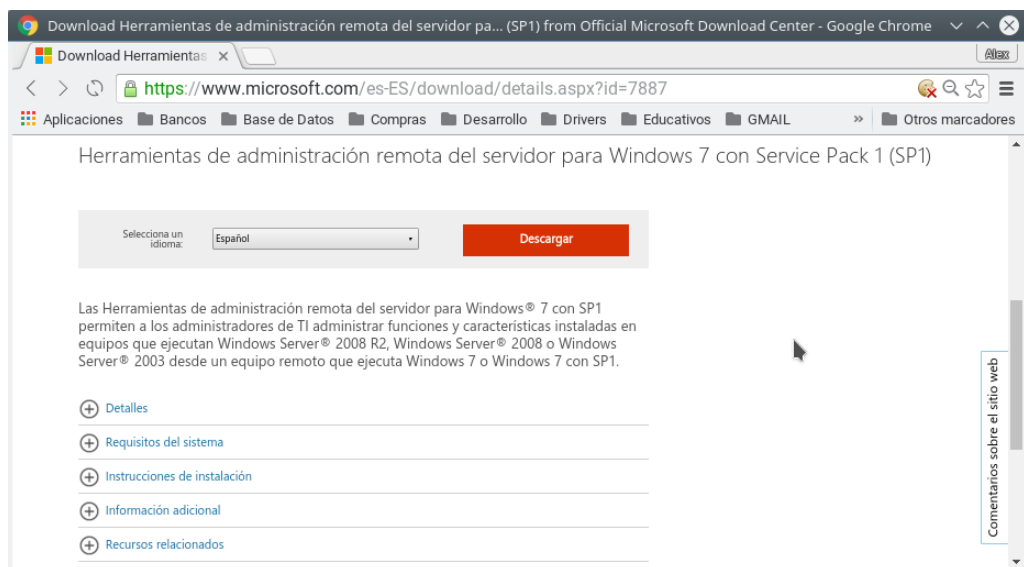 Download Herramientas de administración remota del servidor pa... (SP1) from Official Microsoft Download Center - Google Chrome
Download Herramientas
Alex
https://www.microsoft.com/es-ES/download/details.aspx?id=7887
Aplicaciones Bancos Base de Datos Compras Desarrollo Drivers Educativos GMAIL » Otros marcadores
Herramientas de administración remota del servidor para Windows 7 con Service Pack 1 (SP1)
Selecciona un
idioma:
Español
Descargar
Las Herramientas de administración remota del servidor para Windows® 7 con SP1
permiten a los administradores de TI administrar funciones y características instaladas en
equipos que ejecutan Windows Server® 2008 R2, Windows Server® 2008 o Windows
Server® 2003 desde un equipo remoto que ejecuta Windows 7 o Windows 7 con SP1.
Detalles
Requisitos del sistema
Instrucciones de instalación
Información adicional
Recursos relacionados
Comentarios sobre el sitio web